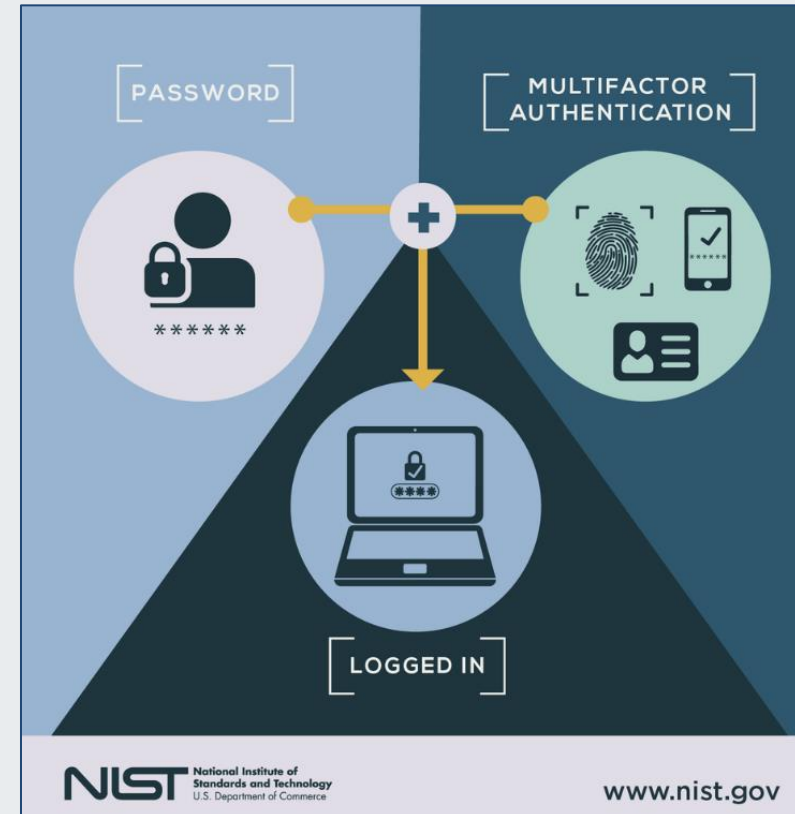 PASSWORD
MULTIFACTOR
AUTHENTICATION
******
******
****
LOGGED IN
NIST
National Institute of
Standards and Technology
U.S. Department of Commerce
www.nist.gov